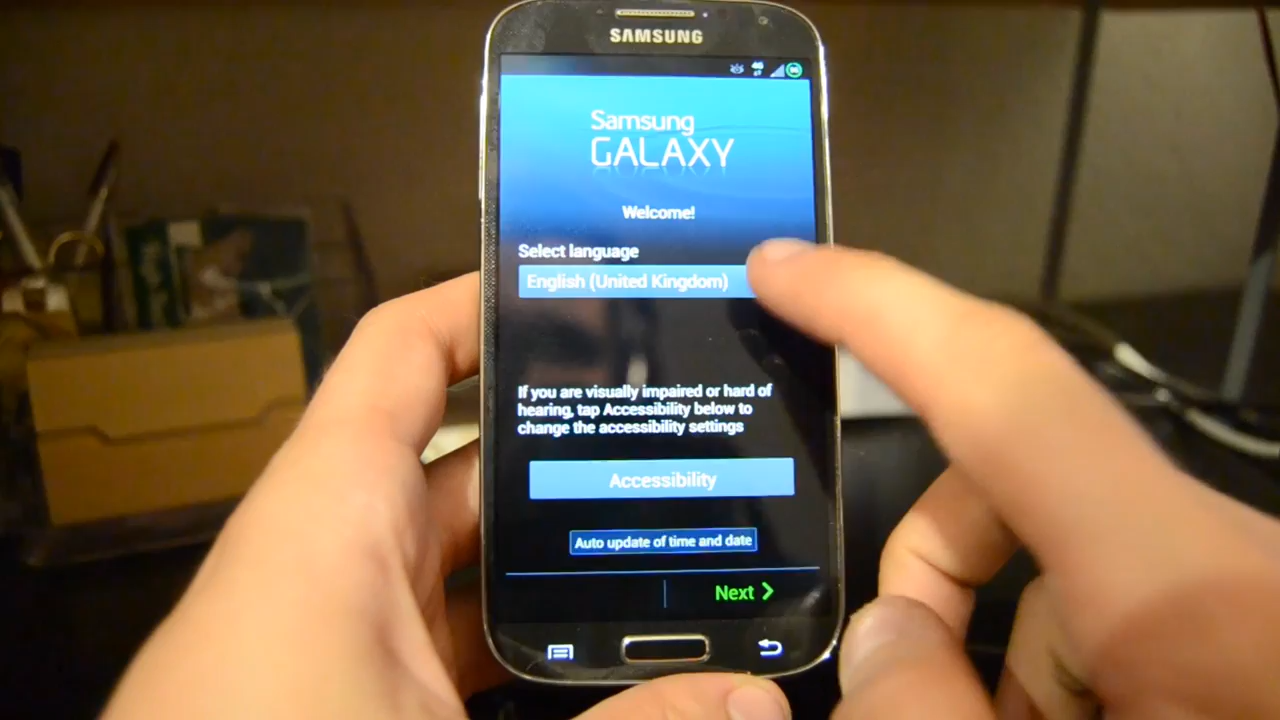 SAMSUNG
4G
Samsung
GALAXY
Welcome!
Select language
English (United Kingdom)
If you are visually impaired or hard of
hearing, tap Accessibility below to
change the accessibility settings
Accessibility
Auto update of time and date
Next